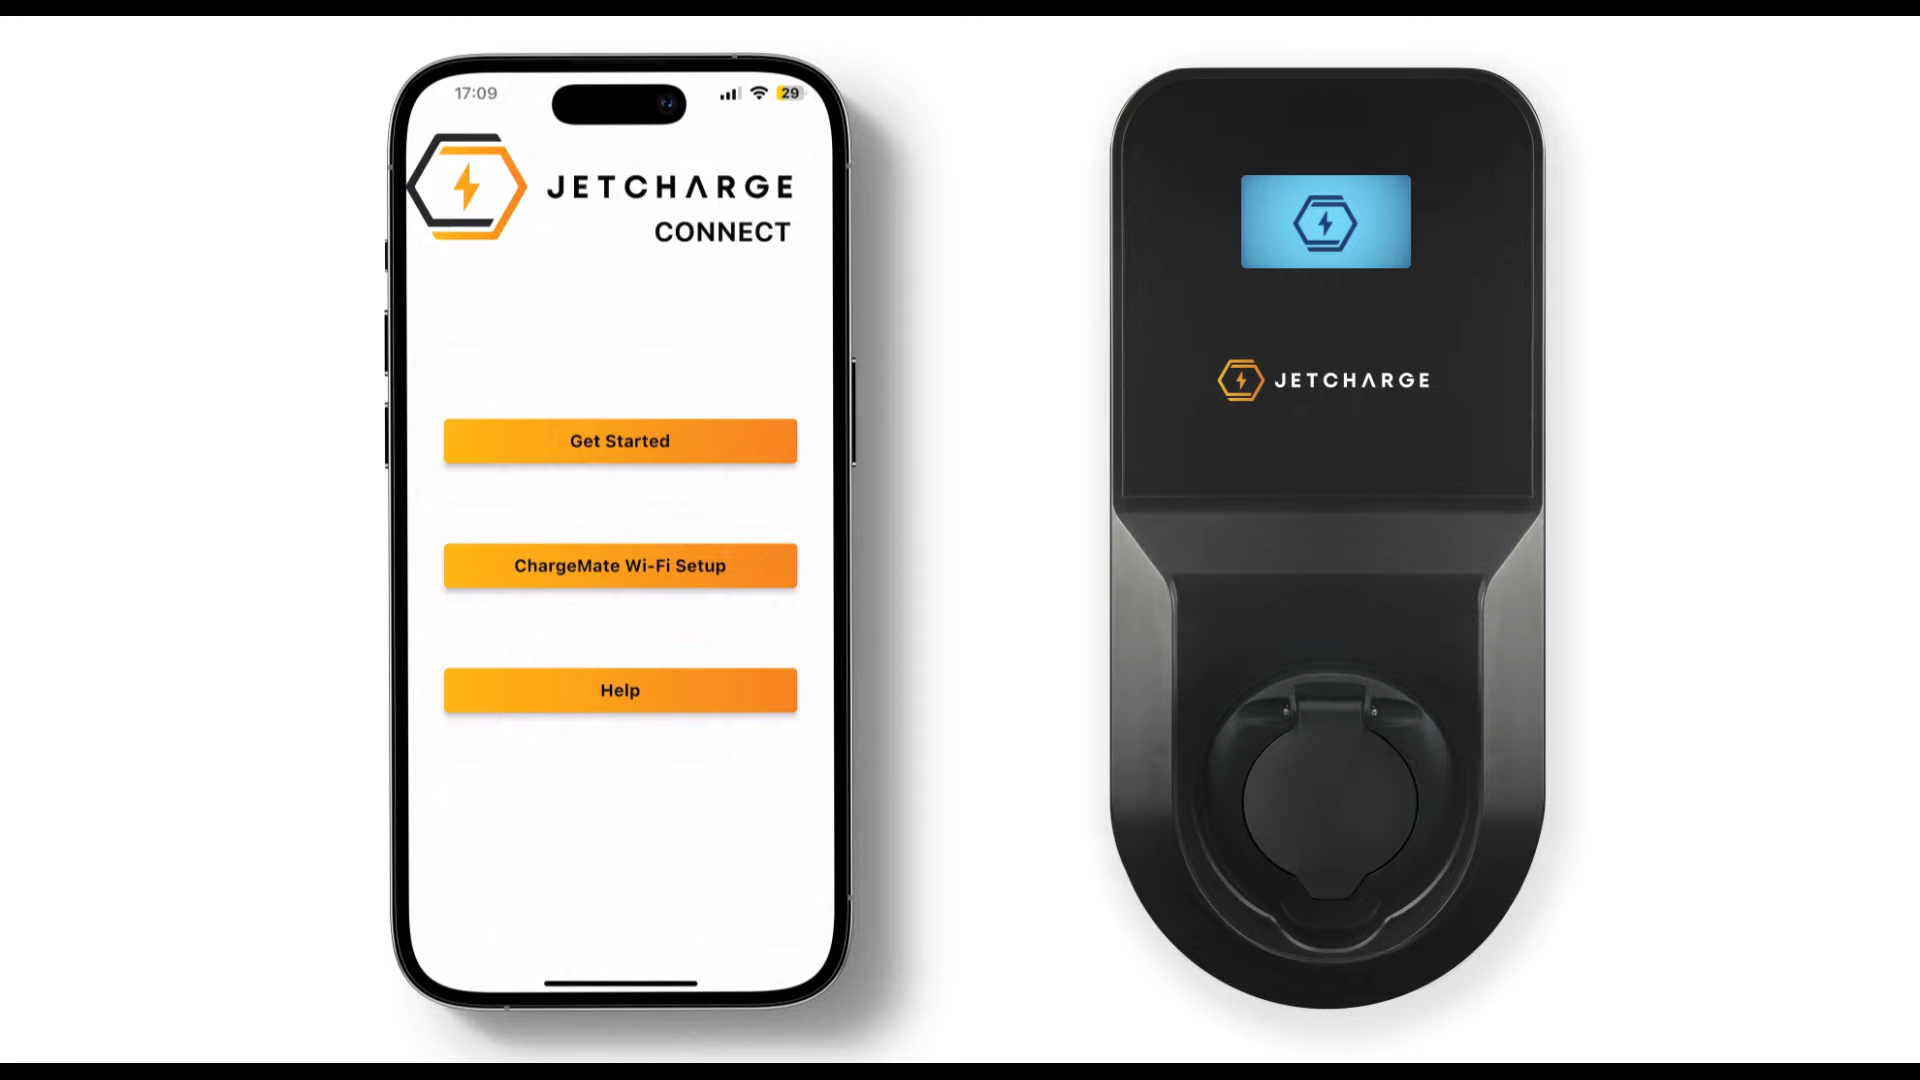 17:09
29
JETCHARGE
CONNECT
Get Started
ChargeMate Wi-Fi Setup
Help
JETCHARGE